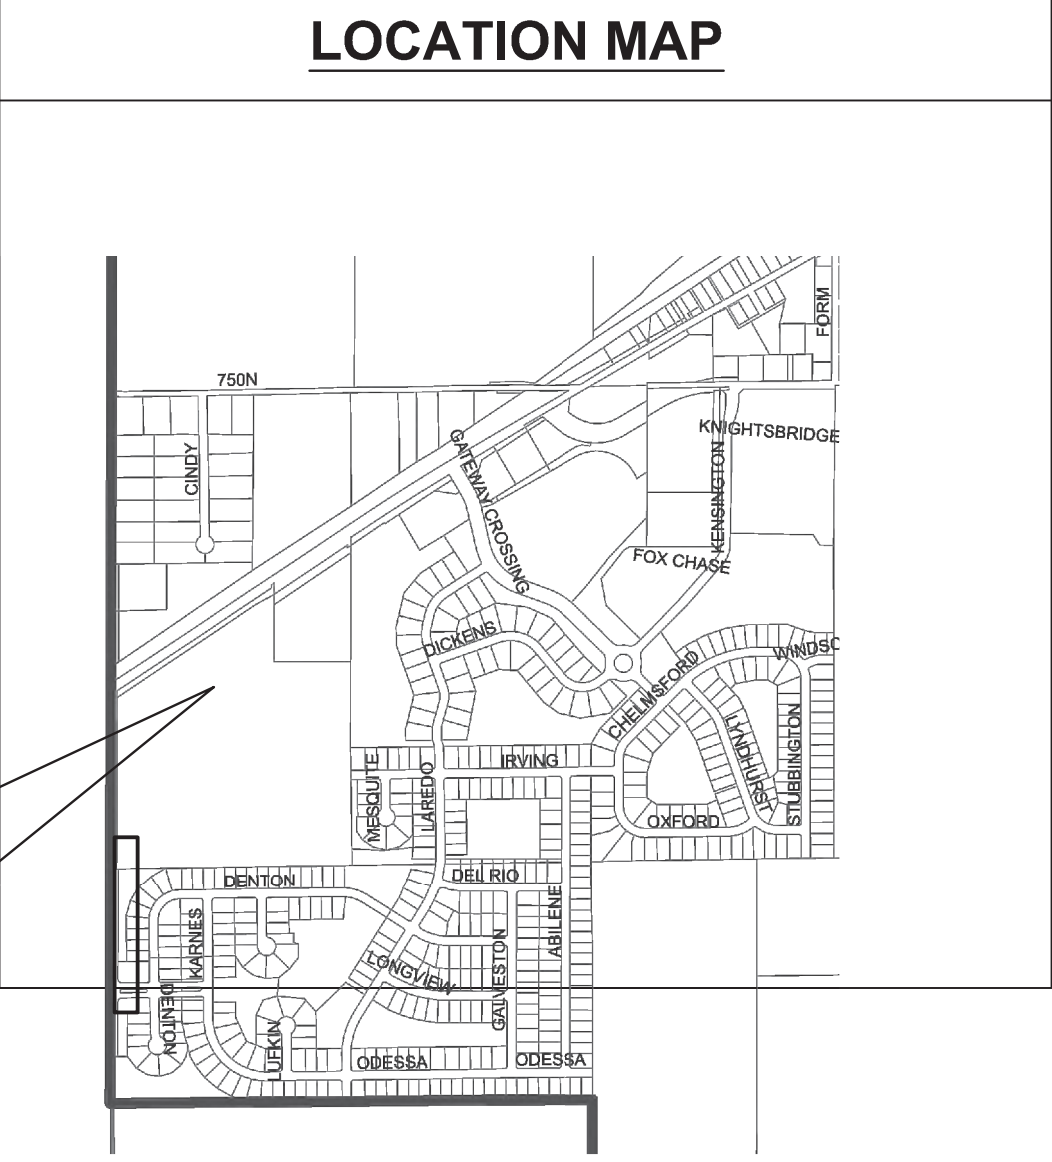 LOCATION MAP
FORM
750N
KNIGHTSBRIDGE
CINDY
GATEWAY CROSSING
KENSINGTON
FOX CHASE
DICKENS
WINDSO
CHELMSFORD
LYNDHURST
STUBBINGTON
IRVING
MESQUITE
LAREDO
OXFORD
DEL RIO
DENTON
ABILENE
KARNES
LONGVIEW
GALVESTON
DENTON
LUFKIN
ODESSA
ODESSA